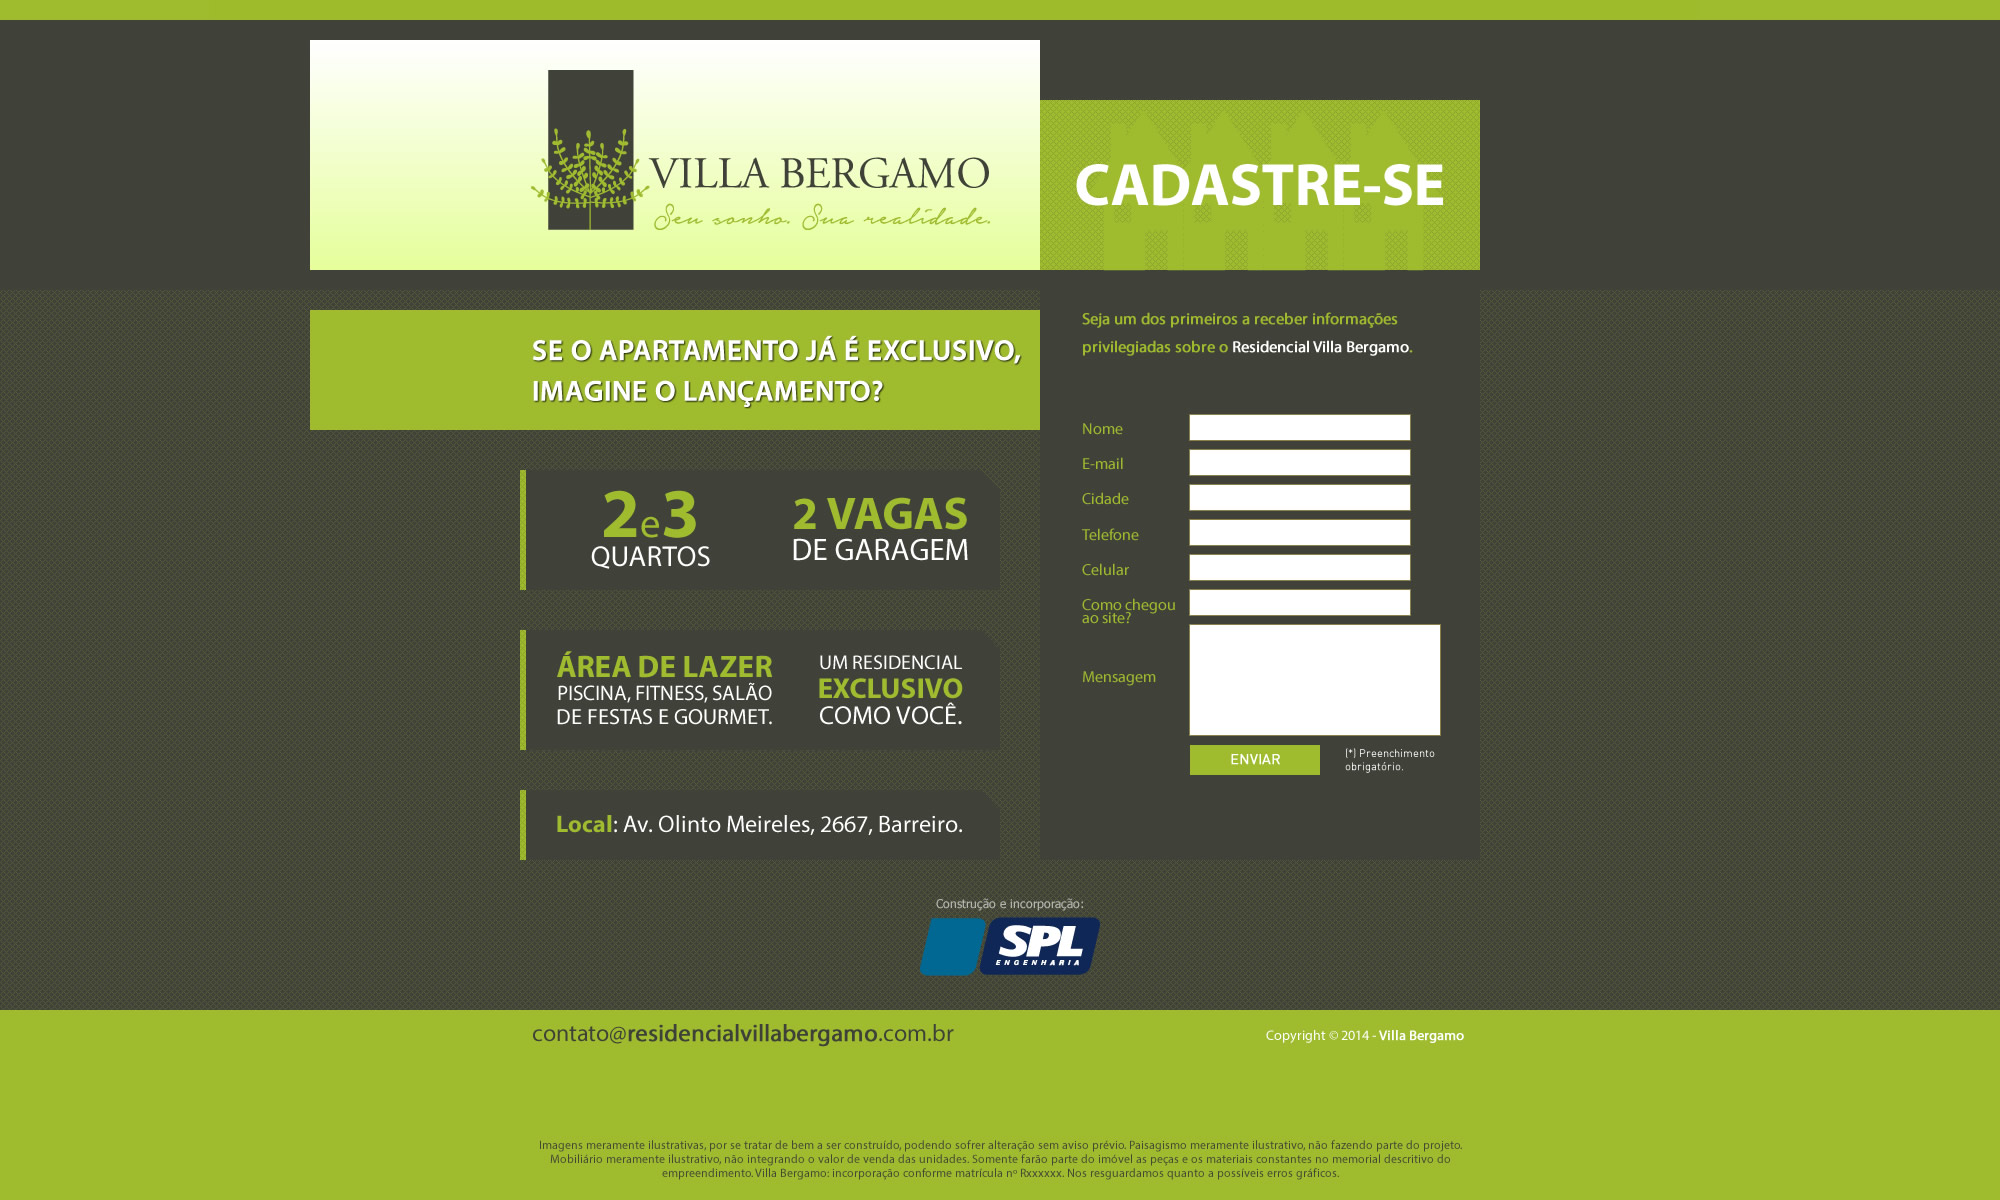 VILLA BERGAMO
Seu sonho. Sua realidade.
CADASTRE-SE
SE O APARTAMENTO JÁ É EXCLUSIVO,
IMAGINE O LANÇAMENTO?
2e3
QUARTOS
2 VAGAS
DE GARAGEM
ÁREA DE LAZER
PISCINA, FITNESS, SALÃO
DE FESTAS E GOURMET.
UM RESIDENCIAL
EXCLUSIVO
COMO VOCÊ.
Local: Av. Olinto Meireles, 2667, Barreiro.
Seja um dos primeiros a receber informações
privilegiadas sobre o Residencial Villa Bergamo.
Nome
E-mail
Cidade
Telefone
Celular
Como chegou
ao site?
Mensagem
ENVIAR
(*) Preenchimento
obrigatório.
Construção e incorporação:
SPL
ENGENHARIA
contato@residencialvillabergamo.com.br
Copyright © 2014 - Villa Bergamo
Imagens meramente ilustrativas, por se tratar de bem a ser construído, podendo sofrer alteração sem aviso prévio. Paisagismo meramente ilustrativo, não fazendo parte do projeto.
Mobiliário meramente ilustrativo, não integrando o valor de venda das unidades. Somente farão parte do imóvel as peças e os materiais constantes no memorial descritivo do
empreendimento. Villa Bergamo: incorporação conforme matrícula nº Rxxxxxx. Nos resguardamos quanto a possíveis erros gráficos.